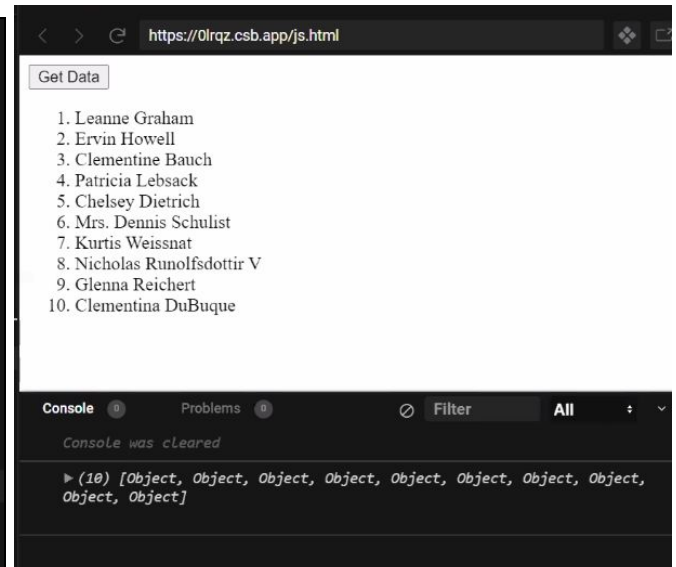 https://0lrqz.csb.app/js.html
Get Data
1. Leanne Graham
2. Ervin Howell
3. Clementine Bauch
4. Patricia Lebsack
5. Chelsey Dietrich
6. Mrs. Dennis Schulist
7. Kurtis Weissnat
8. Nicholas Runolfsdottir V
9. Glenna Reichert
10. Clementina DuBuque
Console 0 Problems 0 Filter All
Console was cleared
(10) [Object, Object, Object, Object, Object, Object, Object, Object,
Object, Object]